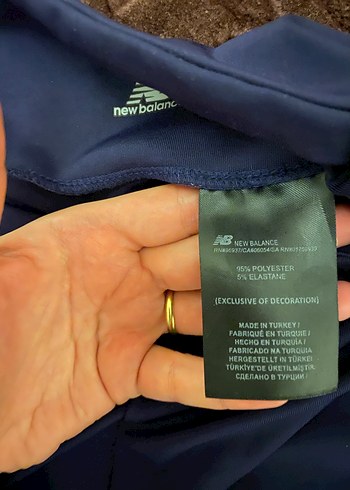 new balance
NB NEW BALANCE
95% POLYESTER
5% ELASTANE
(EXCLUSIVE OF DECORATION)
MADE IN TURKEY /
FABRIQUÉ EN TURQUIE /
HECHO EN TURQUÍA /
FABRICADO NA TURQUIA
HERGESTELLT IN TÜRKEI
TÜRKİYE'DE ÜRETİLMİŞTİR.
СДЕЛАНО В ТУРЦИИ /